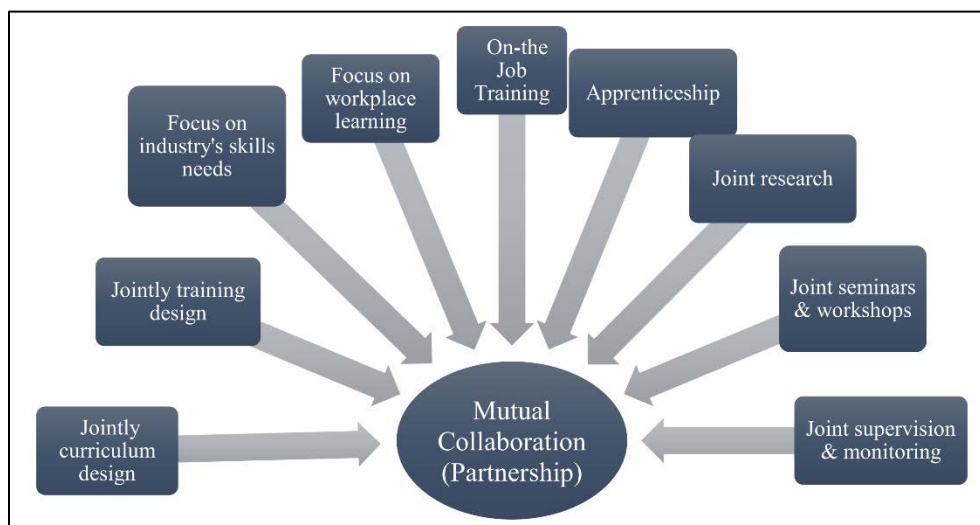 On-the
Job
Training
Focus on
workplace
learning
Apprenticeship
Focus on
industry's skills
needs
Joint research
Jointly training
design
Joint seminars
& workshops
Mutual
Collaboration
(Partnership)
Jointly
curriculum
design
Joint supervision
& monitoring